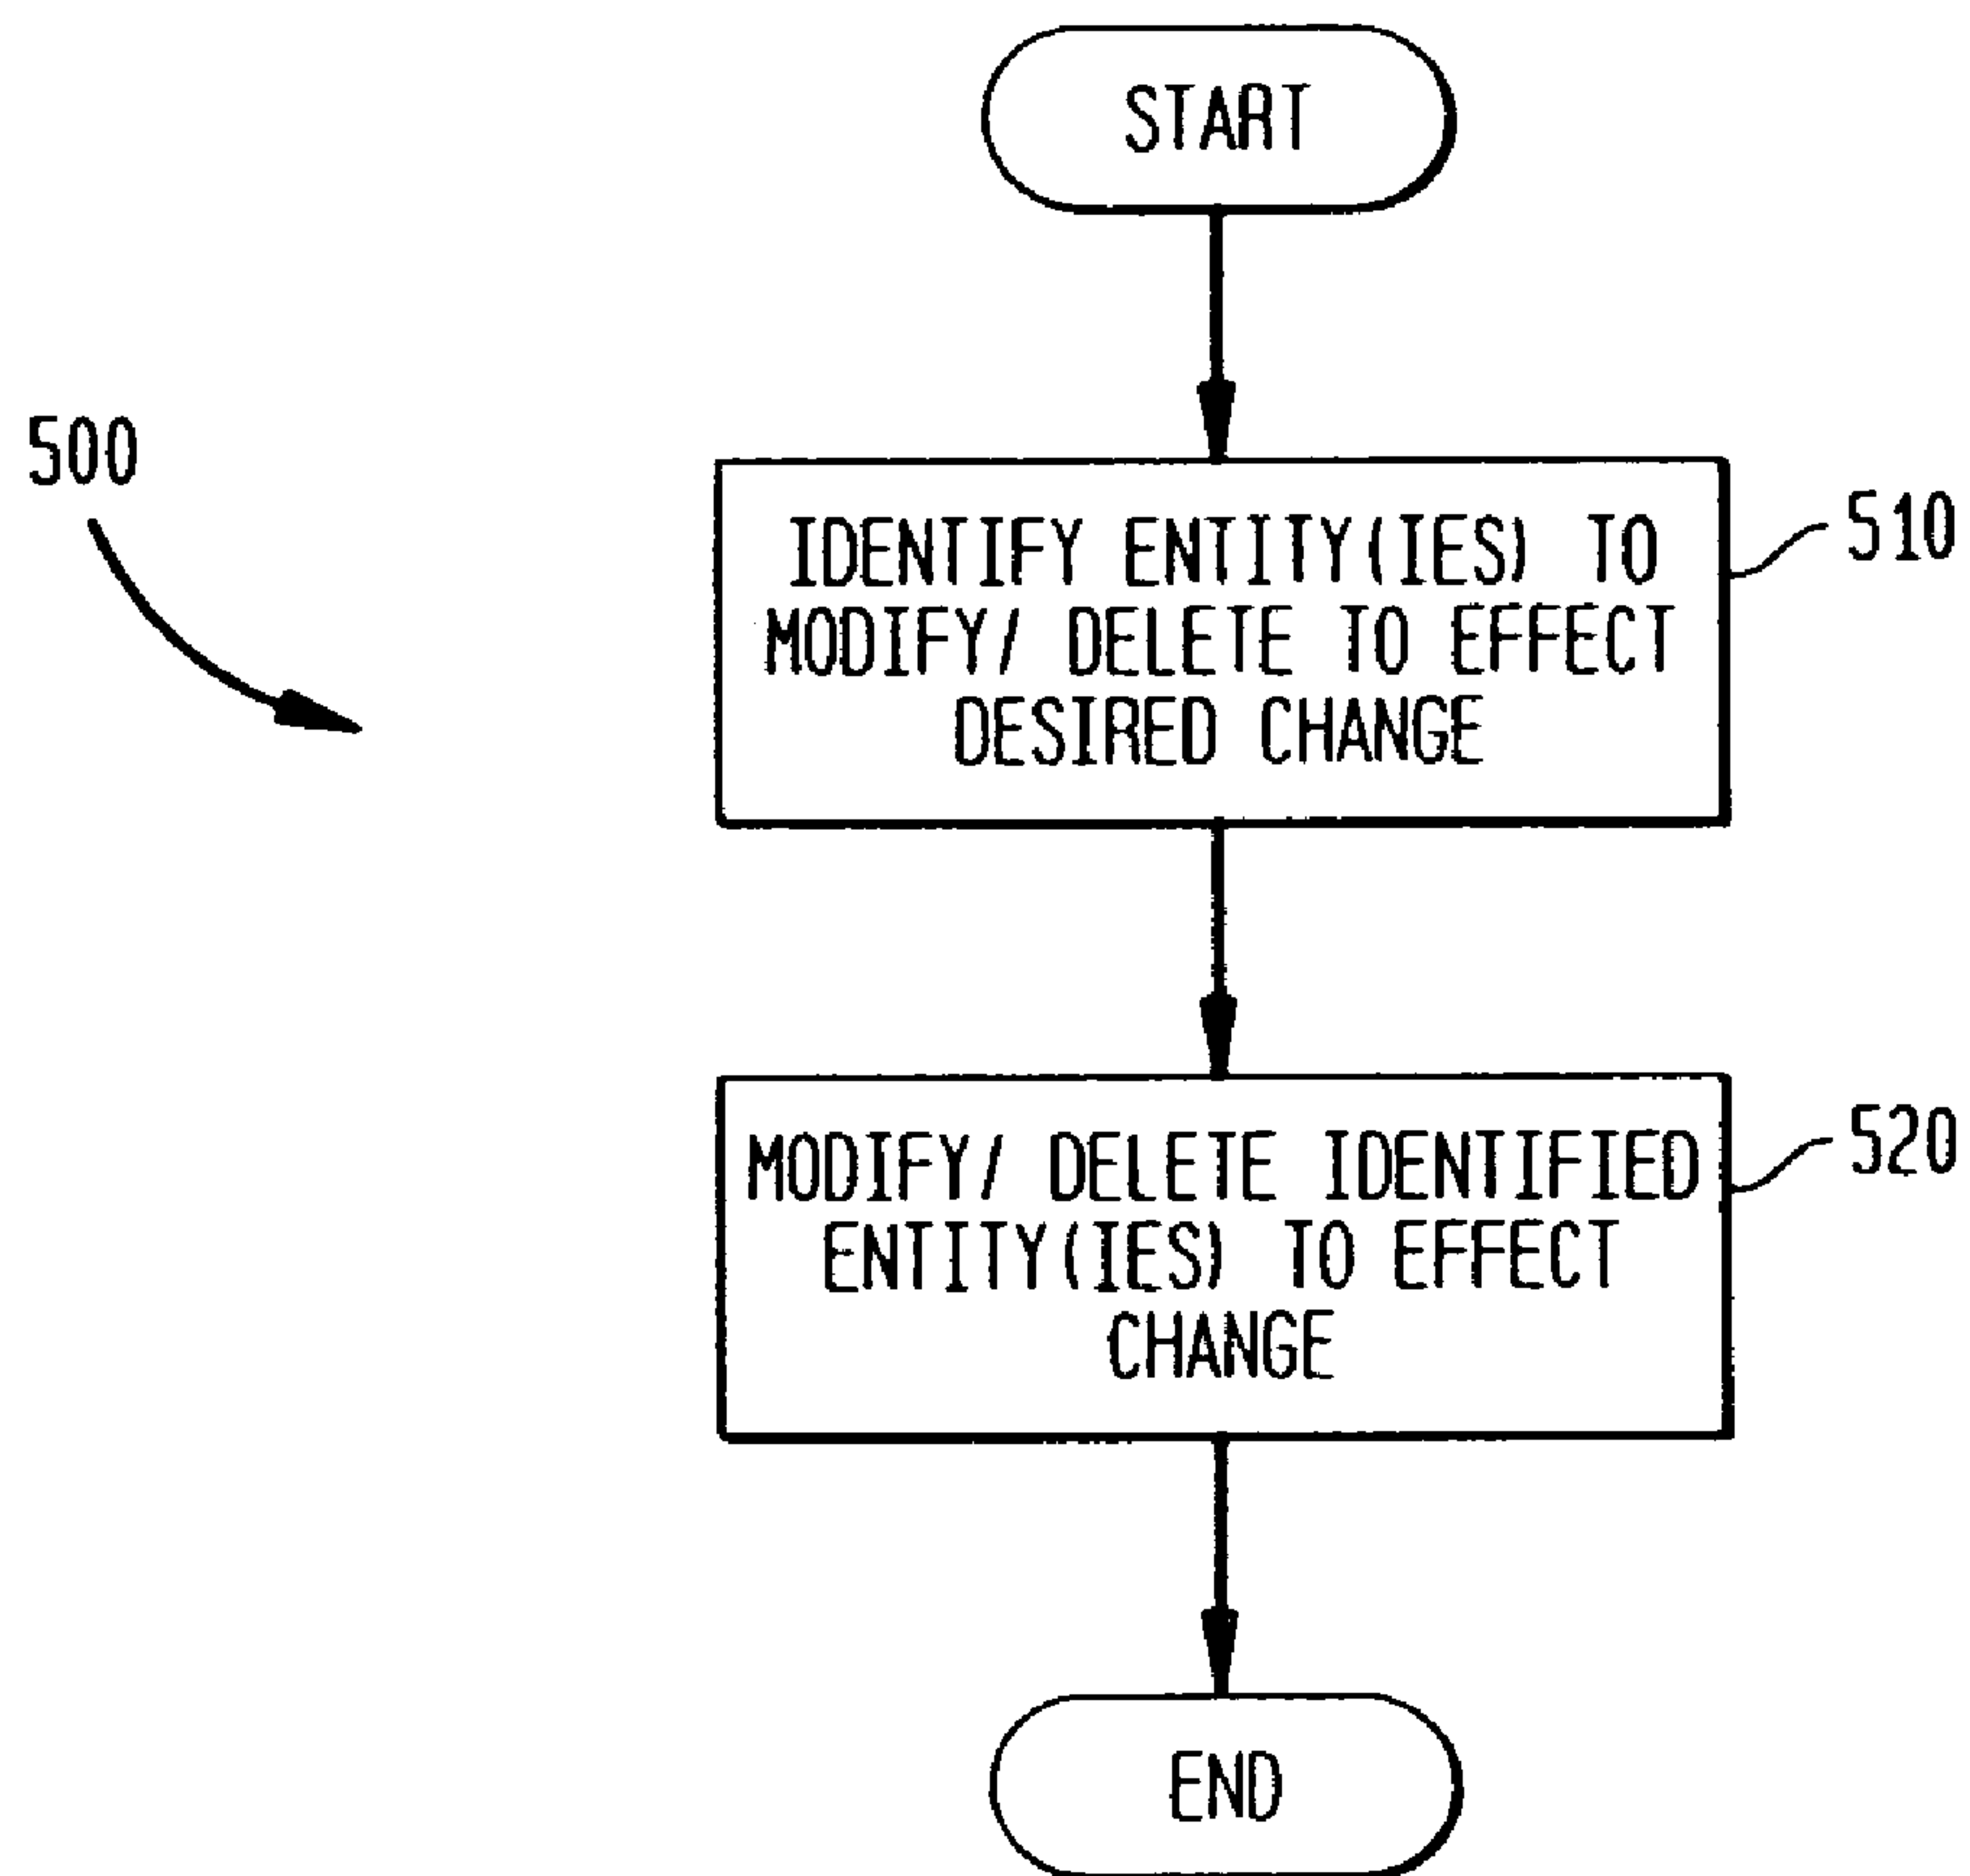 START
500
IDENTIFY ENTITY(IES) TO
MODIFY/ DELETE TO EFFECT
DESIRED CHANGE
510
MODIFY/ DELETE IDENTIFIED
ENTITY(IES) TO EFFECT
CHANGE
520
END